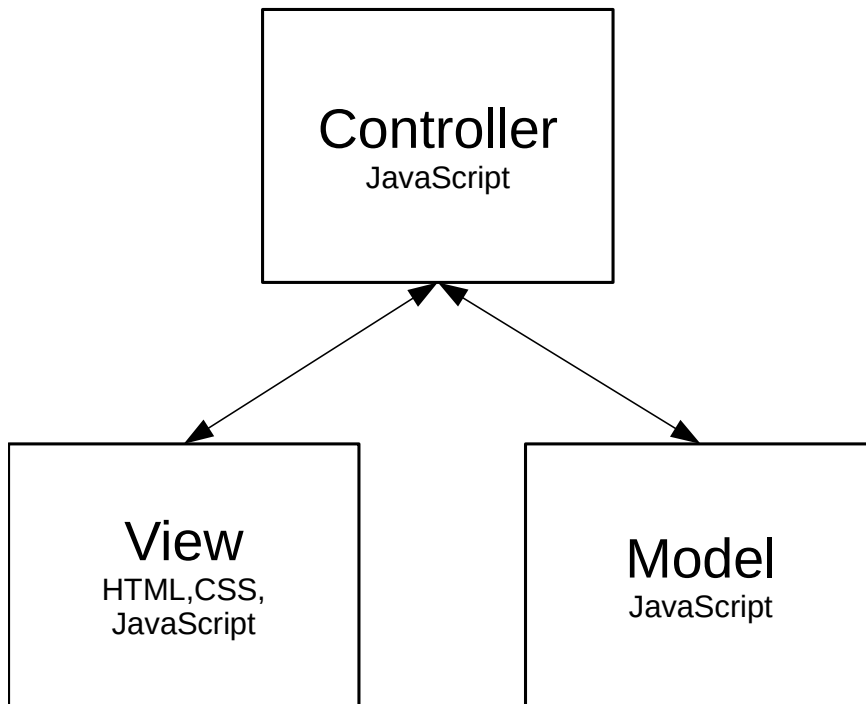 Controller
JavaScript
View
HTML,CSS,
JavaScript
Model
JavaScript